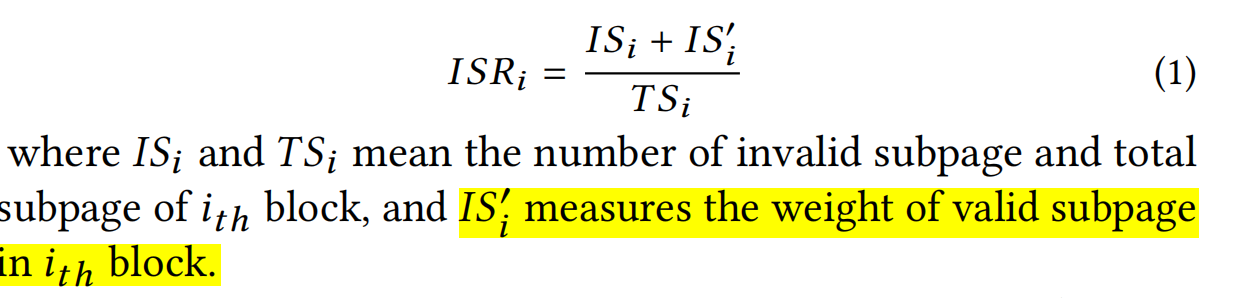 ISR_i = \frac{IS_i + IS'_i}{TS_i} (1)
where IS_i and TS_i mean the number of invalid subpage and total
subpage of i_{th} block, and IS'_i measures the weight of valid subpage
in i_{th} block.